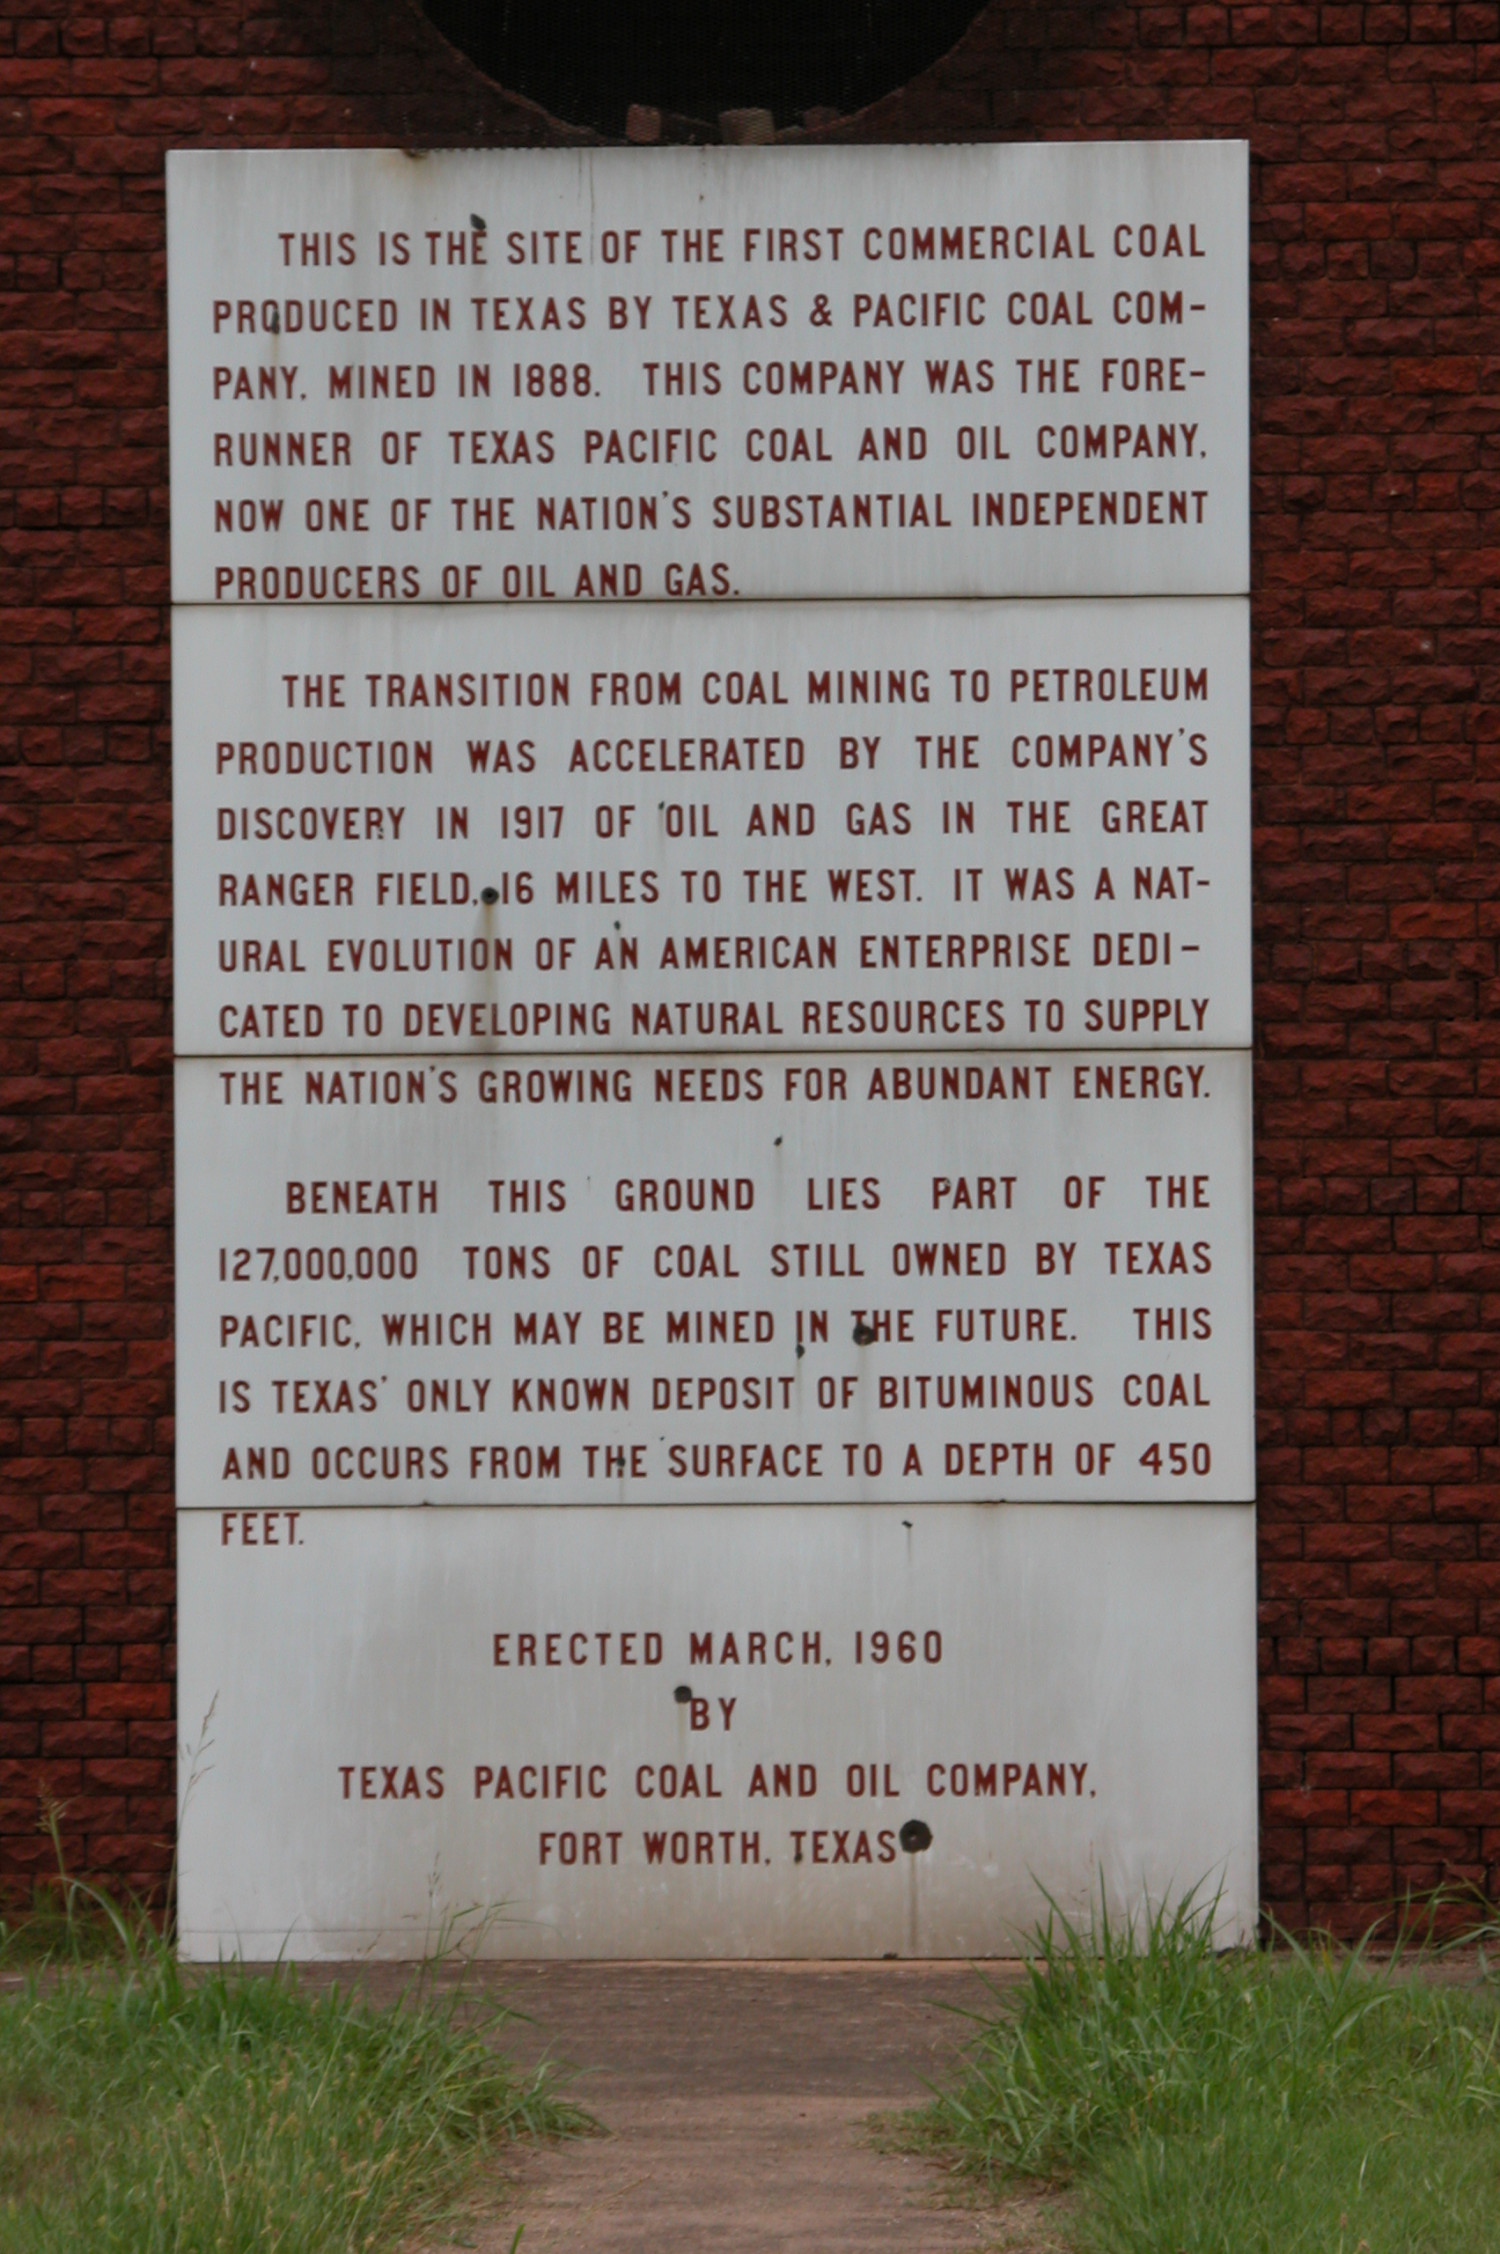 THIS IS THE SITE OF THE FIRST COMMERCIAL COAL
PRODUCED IN TEXAS BY TEXAS & PACIFIC COAL COM-
PANY, MINED IN 1888. THIS COMPANY WAS THE FORE-
RUNNER OF TEXAS PACIFIC COAL AND OIL COMPANY,
NOW ONE OF THE NATION'S SUBSTANTIAL INDEPENDENT
PRODUCERS OF OIL AND GAS.
THE TRANSITION FROM COAL MINING TO PETROLEUM
PRODUCTION WAS ACCELERATED BY THE COMPANY'S
DISCOVERY IN 1917 OF OIL AND GAS IN THE GREAT
RANGER FIELD, 16 MILES TO THE WEST. IT WAS A NAT-
URAL EVOLUTION OF AN AMERICAN ENTERPRISE DEDI-
CATED TO DEVELOPING NATURAL RESOURCES TO SUPPLY
THE NATION'S GROWING NEEDS FOR ABUNDANT ENERGY.
BENEATH THIS GROUND LIES PART OF THE
127,000,000 TONS OF COAL STILL OWNED BY TEXAS
PACIFIC, WHICH MAY BE MINED IN THE FUTURE. THIS
IS TEXAS' ONLY KNOWN DEPOSIT OF BITUMINOUS COAL
AND OCCURS FROM THE SURFACE TO A DEPTH OF 450
FEET.
ERECTED MARCH, 1960
BY
TEXAS PACIFIC COAL AND OIL COMPANY,
FORT WORTH, TEXAS